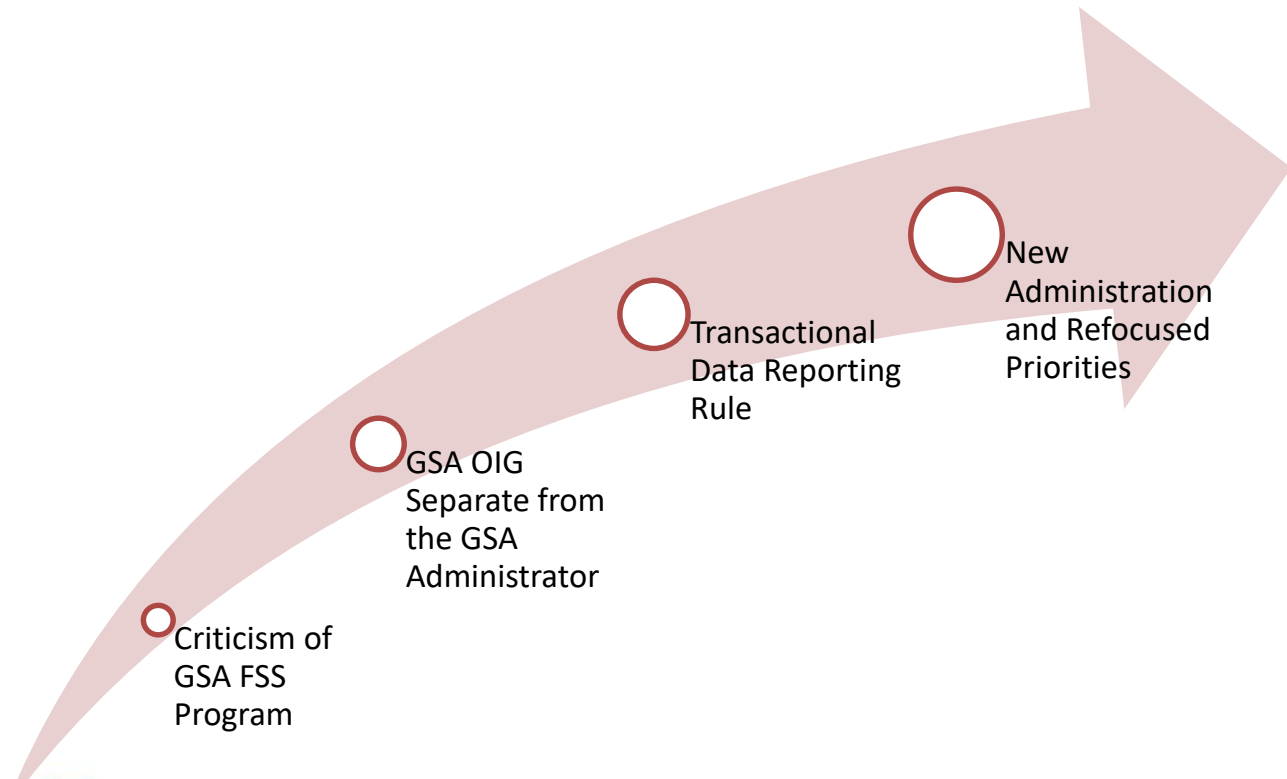 Criticism of
GSA FSS
Program
GSA OIG
Separate from
the GSA
Administrator
Transactional
Data Reporting
Rule
New
Administration
and Refocused
Priorities